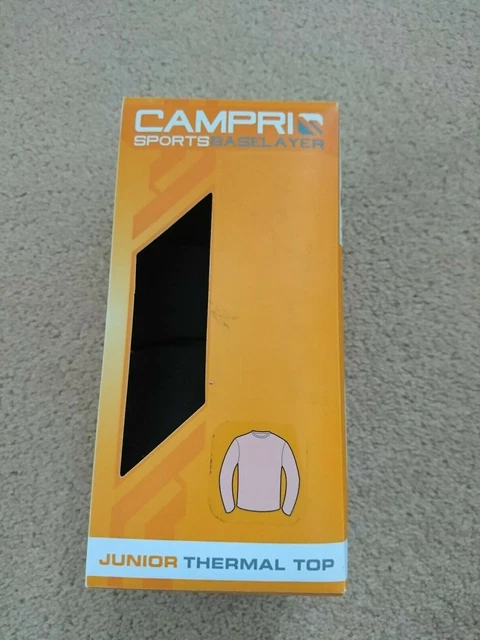 CAMPRI
SPORTSBASELAYER
JUNIOR THERMAL TOP